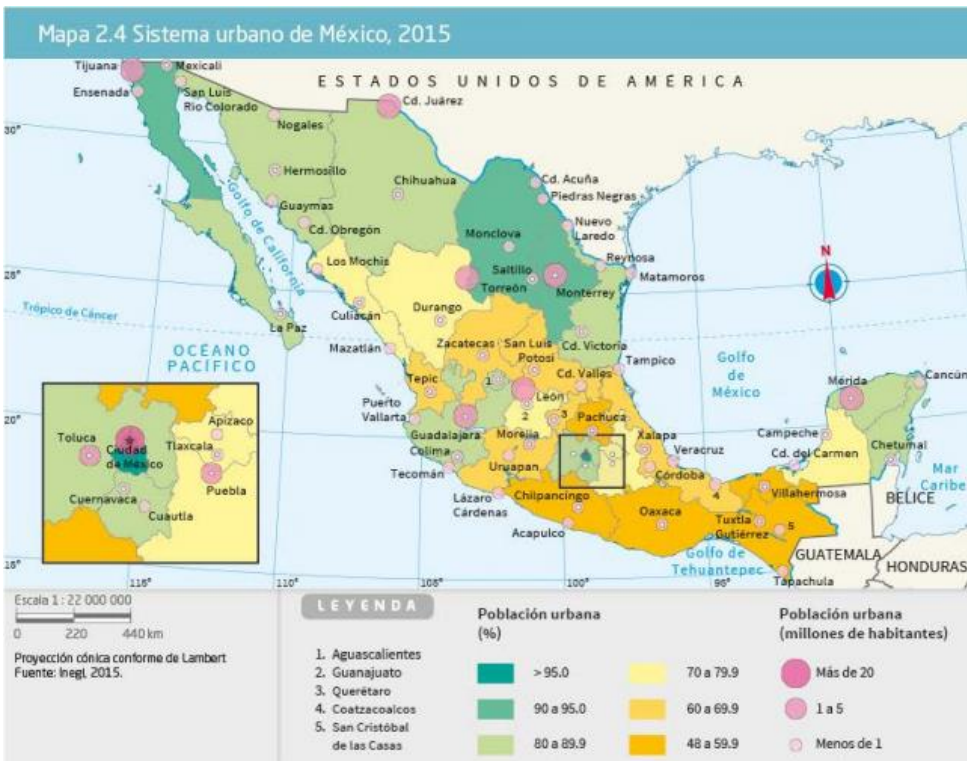 Mapa 2.4 Sistema urbano de México, 2015
Tijuana
Mexicali
Ensenada
San Luis
Río Colorado
ESTADOS UNIDOS DE AMÉRICA
Cd. Juárez
30°
Nogales
Hermosillo
Chihuahua
Cd. Acuña
Piedras Negras
Golfo de California
Guaymas
Cd. Obregón
Nuevo
Laredo
Monclova
Reynosa
N
Los Mochis
Saltillo
Matamoros
28°
Torreón
Monterrey
Durango
Culiacán
Trópico de Cáncer
La Paz
Zacatecas
San Luis
Potosí
Cd. Victoria
Mazatlán
OCÉANO
PACÍFICO
Tampico
Golfo
de
México
Cd. Valles
Tepic
1
León
Mérida
Cancún
Puerto
Vallarta
2
3
Pachuca
20°
Apizaco
Guadalajara
Morelia
Xalapa
Campeche
Toluca
Tlaxcala
Ciudad
de México
Colima
Veracruz
Cd. del Carmen
Chetumal
Tecomán
Uruapan
Córdoba
Mar
Caribe
Puebla
Cuernavaca
Cuautla
Lázaro
Cárdenas
Chilpancingo
4
Villahermosa
BELICE
Oaxaca
Tuxtla
Gutiérrez
5
Acapulco
GUATEMALA
Golfo de
Tehuantepec
HONDURAS
18°
115°
110°
105°
100°
95°
Tapachula
Escala 1 : 22 000 000
0 220 440 km
Proyección cónica conforme de Lambert
Fuente: Inegi, 2015.
LEYENDA
1. Aguascalientes
2. Guanajuato
3. Querétaro
4. Coatzacoalcos
5. San Cristóbal
de las Casas
Población urbana
(%)
> 95.0
90 a 95.0
80 a 89.9
70 a 79.9
60 a 69.9
48 a 59.9
Población urbana
(millones de habitantes)
Más de 20
1 a 5
Menos de 1